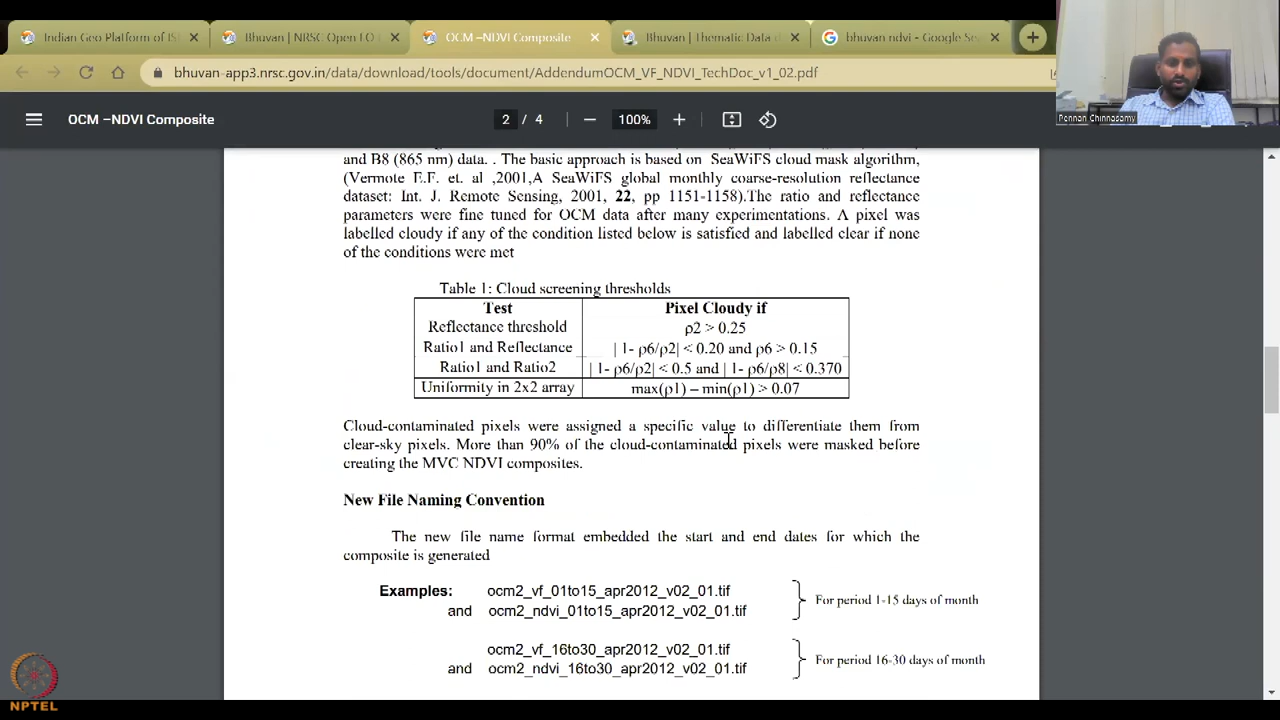 Indian Geo Platform of IS
Bhuvan | NRSC Open EO
OCM –NDVI Composite
Bhuvan | Thematic Data d
bhuvan ndvi - Google Se
bhuvan-app3.nrsc.gov.in/data/download/tools/document/AddendumOCM_VF_NDVI_TechDoc_v1_02.pdf
Pennan Chinnasamy
OCM –NDVI Composite
2 / 4
100%
and B8 (865 nm) data. . The basic approach is based on SeaWiFS cloud mask algorithm,
(Vermote E.F. et. al ,2001,A SeaWiFS global monthly coarse-resolution reflectance
dataset: Int. J. Remote Sensing, 2001, 22, pp 1151-1158).The ratio and reflectance
parameters were fine tuned for OCM data after many experimentations. A pixel was
labelled cloudy if any of the condition listed below is satisfied and labelled clear if none
of the conditions were met
Table 1: Cloud screening thresholds
Test Pixel Cloudy if
Reflectance threshold ρ2 > 0.25
Ratio1 and Reflectance | 1- ρ6/ρ2| < 0.20 and ρ6 > 0.15
Ratio1 and Ratio2 | 1- ρ6/ρ2| < 0.5 and | 1- ρ6/ρ8| < 0.370
Uniformity in 2x2 array max(ρ1) – min(ρ1) > 0.07
Cloud-contaminated pixels were assigned a specific value to differentiate them from
clear-sky pixels. More than 90% of the cloud-contaminated pixels were masked before
creating the MVC NDVI composites.
New File Naming Convention
The new file name format embedded the start and end dates for which the
composite is generated
Examples: ocm2_vf_01to15_apr2012_v02_01.tif
and ocm2_ndvi_01to15_apr2012_v02_01.tif
For period 1-15 days of month
ocm2_vf_16to30_apr2012_v02_01.tif
and ocm2_ndvi_16to30_apr2012_v02_01.tif
For period 16-30 days of month
NPTEL